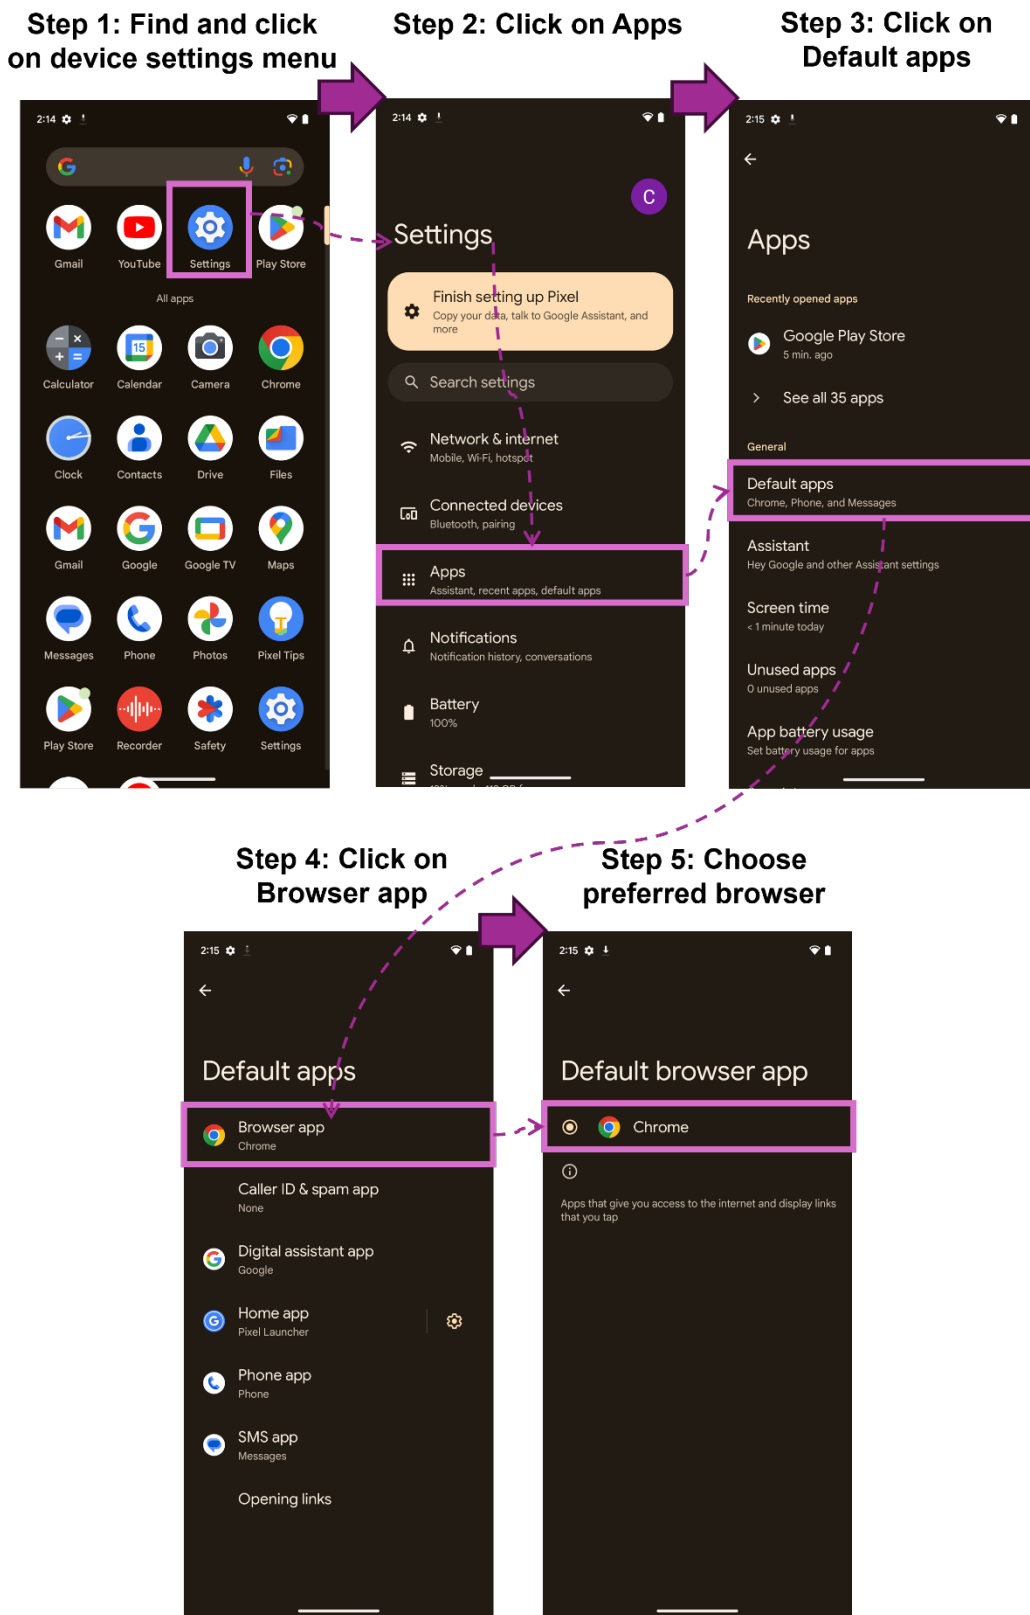 Step 1: Find and click
on device settings menu
Step 2: Click on Apps
Step 3: Click on
Default apps
2:14
Gmail
YouTube
Settings
Play Store
All apps
Calculator
15
Calendar
Camera
Chrome
Clock
Contacts
Drive
Files
Gmail
Google
Google TV
Maps
Messages
Phone
Photos
Pixel Tips
Play Store
Recorder
Safety
Settings
2:14
C
Settings
Finish setting up Pixel
Copy your data, talk to Google Assistant, and
more
Search settings
Network & internet
Mobile, Wi-Fi, hotspot
Connected devices
Bluetooth, pairing
Apps
Assistant, recent apps, default apps
Notifications
Notification history, conversations
Battery
100%
Storage
2:15
Apps
Recently opened apps
Google Play Store
5 min. ago
See all 35 apps
General
Default apps
Chrome, Phone, and Messages
Assistant
Hey Google and other Assistant settings
Screen time
< 1 minute today
Unused apps
0 unused apps
App battery usage
Set battery usage for apps
Step 4: Click on
Browser app
Step 5: Choose
preferred browser
2:15
Default apps
Browser app
Chrome
Caller ID & spam app
None
Digital assistant app
Google
Home app
Pixel Launcher
Phone app
Phone
SMS app
Messages
Opening links
2:15
Default browser app
Chrome
Apps that give you access to the internet and display links
that you tap